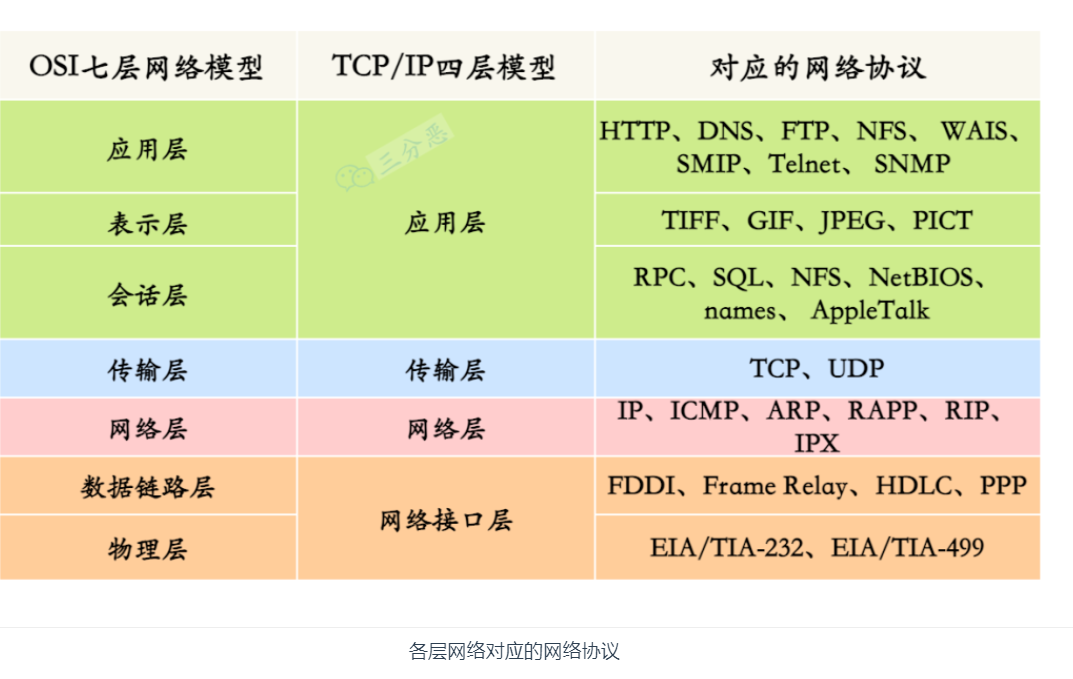 OSI七层网络模型
TCP/IP四层模型
对应的网络协议
应用层
三分恶
应用层
HTTP、DNS、FTP、NFS、 WAIS、
SMIP、Telnet、 SNMP
表示层
TIFF、GIF、JPEG、PICT
会话层
RPC、SQL、NFS、NetBIOS、
names、 AppleTalk
传输层
传输层
TCP、UDP
网络层
网络层
IP、ICMP、ARP、RAPP、RIP、
IPX
数据链路层
网络接口层
FDDI、Frame Relay、HDLC、PPP
物理层
EIA/TIA-232、EIA/TIA-499
各层网络对应的网络协议